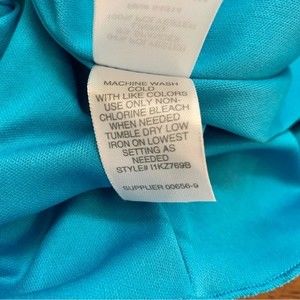 MACHINE WASH
COLD
WITH LIKE COLORS
USE ONLY NON-
CHLORINE BLEACH
WHEN NEEDED
TUMBLE DRY LOW
IRON ON LOWEST
SETTING AS
NEEDED
STYLE# I1KZ769B
SUPPLIER 00656-9